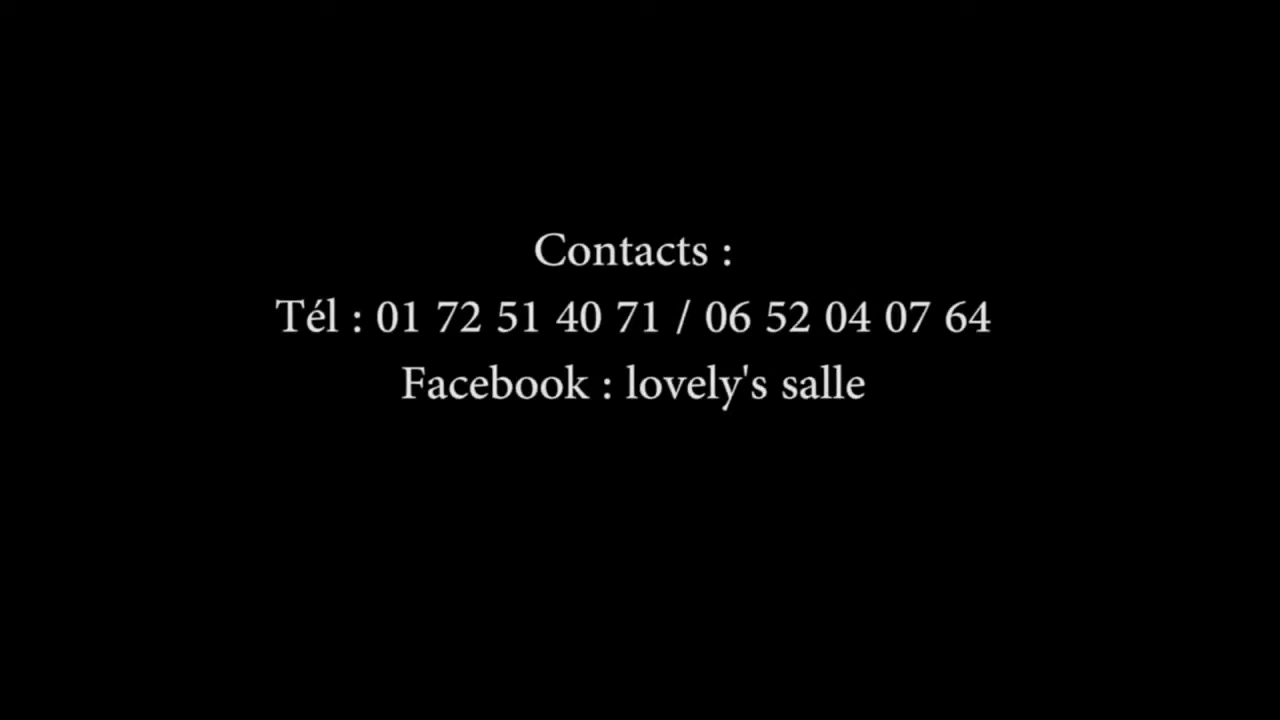 Contacts :
Tél : 01 72 51 40 71 / 06 52 04 07 64
Facebook : lovely's salle